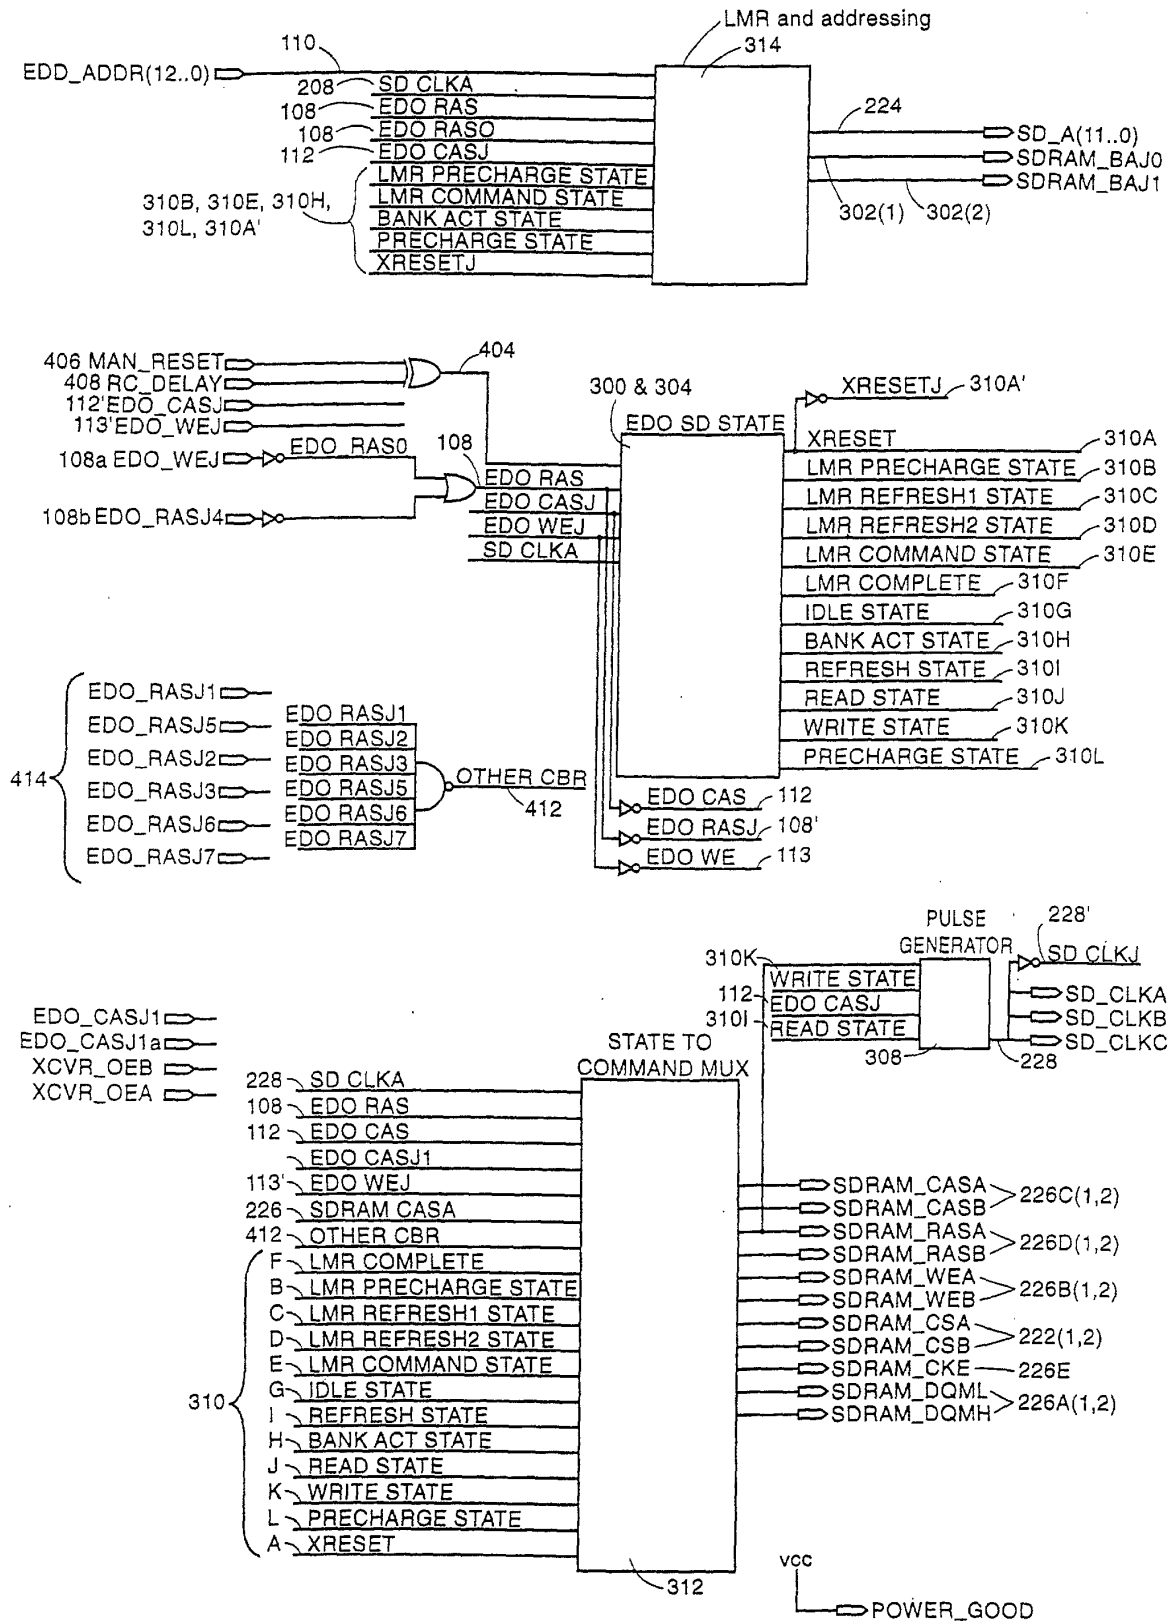 LMR and addressing
314
110
EDD_ADDR(12..0)
208 SD CLKA
108 EDO RAS
108 EDO RASO
112 EDO CASJ
LMR PRECHARGE STATE
LMR COMMAND STATE
BANK ACT STATE
PRECHARGE STATE
XRESETJ
310B, 310E, 310H,
310L, 310A'
224
SD_A(11..0)
SDRAM_BAJ0
SDRAM_BAJ1
302(1)
302(2)
406 MAN_RESET
408 RC_DELAY
112' EDO_CASJ
113' EDO_WEJ
108a EDO_WEJ
EDO_RAS0
108b EDO_RASJ4
404
108
EDO RAS
EDO CASJ
EDO WEJ
SD CLKA
300 & 304
EDO SD STATE
XRESETJ 310A'
XRESET 310A
LMR PRECHARGE STATE 310B
LMR REFRESH1 STATE 310C
LMR REFRESH2 STATE 310D
LMR COMMAND STATE 310E
LMR COMPLETE 310F
IDLE STATE 310G
BANK ACT STATE 310H
REFRESH STATE 310I
READ STATE 310J
WRITE STATE 310K
PRECHARGE STATE 310L
EDO CAS 112
EDO RASJ 108'
EDO WE 113
414
EDO_RASJ1
EDO_RASJ5
EDO_RASJ2
EDO_RASJ3
EDO_RASJ6
EDO_RASJ7
EDO RASJ1
EDO RASJ2
EDO RASJ3
EDO RASJ5
EDO RASJ6
EDO RASJ7
OTHER CBR
412
PULSE
GENERATOR
310K
WRITE STATE
112
EDO CASJ
310I
READ STATE
308
228'
SD CLKJ
SD_CLKA
SD_CLKB
SD_CLKC
228
EDO_CASJ1
EDO_CASJ1a
XCVR_OEB
XCVR_OEA
STATE TO
COMMAND MUX
228 SD CLKA
108 EDO RAS
112 EDO CAS
EDO CASJ1
113' EDO WEJ
226 SDRAM CASA
412 OTHER CBR
310
F LMR COMPLETE
B LMR PRECHARGE STATE
C LMR REFRESH1 STATE
D LMR REFRESH2 STATE
E LMR COMMAND STATE
G IDLE STATE
I REFRESH STATE
H BANK ACT STATE
J READ STATE
K WRITE STATE
L PRECHARGE STATE
A XRESET
312
SDRAM_CASA
SDRAM_CASB
226C(1,2)
SDRAM_RASA
SDRAM_RASB
226D(1,2)
SDRAM_WEA
SDRAM_WEB
226B(1,2)
SDRAM_CSA
SDRAM_CSB
222(1,2)
SDRAM_CKE 226E
SDRAM_DQML
SDRAM_DQMH
226A(1,2)
vcc
POWER_GOOD